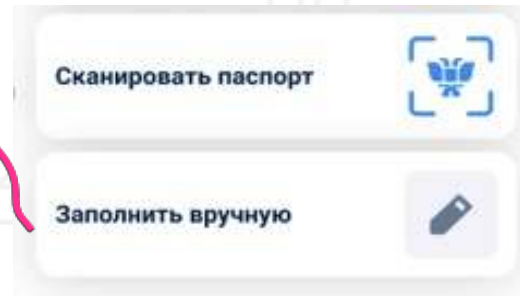 Сканировать паспорт
Заполнить вручную